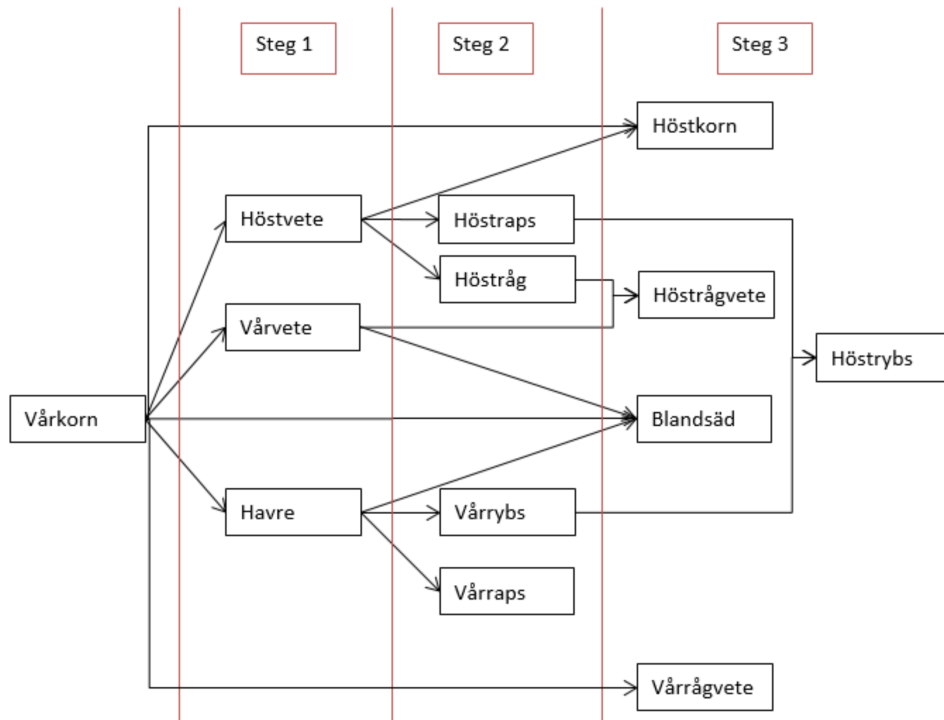 Steg 1
Steg 2
Steg 3
Höstkorn
Höstvete
Höstraps
Höstråg
Höstrågvete
Vårvete
Höstrybs
Vårkorn
Blandsäd
Havre
Vårrybs
Vårraps
Vårrågvete